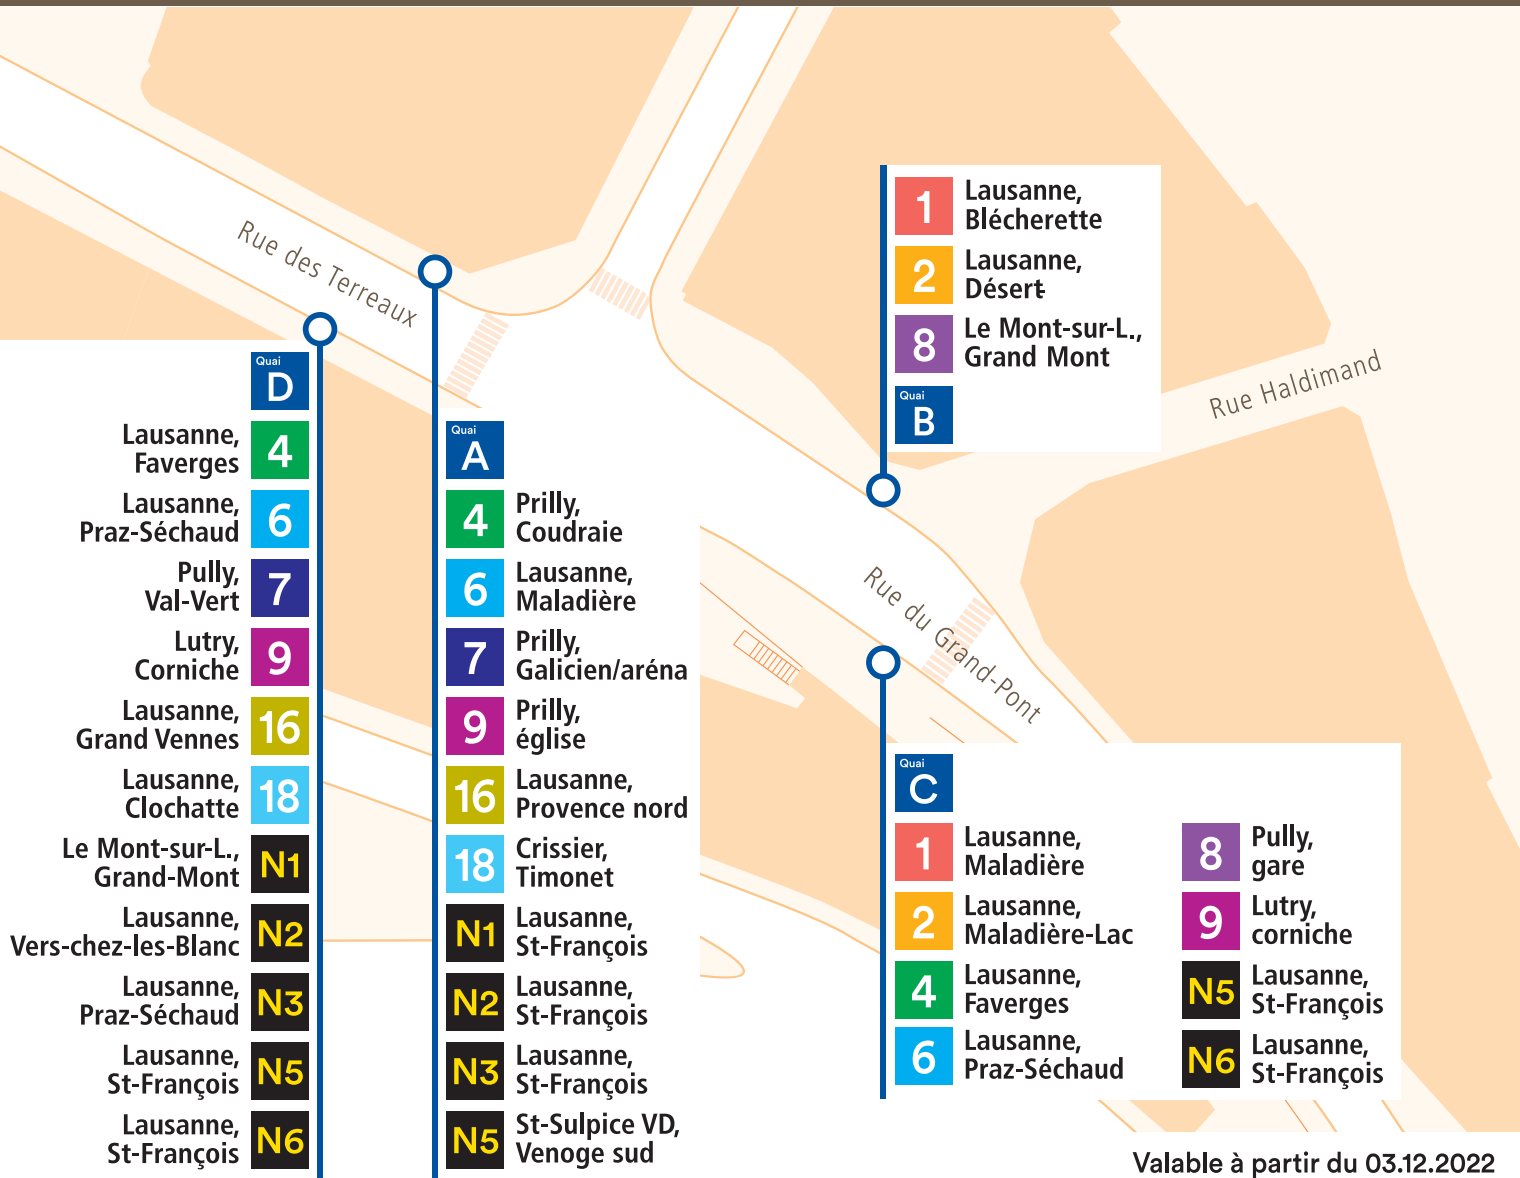 Rue des Terreaux
Rue Haldimand
Rue du Grand-Pont
1
Lausanne,
Blécherette
2
Lausanne,
Désert
8
Le Mont-sur-L.,
Grand Mont
Quai
B
Quai
D
Lausanne,
Faverges
4
Lausanne,
Praz-Séchaud
6
Pully,
Val-Vert
7
Lutry,
Corniche
9
Lausanne,
Grand Vennes
16
Lausanne,
Clochatte
18
Le Mont-sur-L.,
Grand-Mont
N1
Lausanne,
Vers-chez-les-Blanc
N2
Lausanne,
Praz-Séchaud
N3
Lausanne,
St-François
N5
Lausanne,
St-François
N6
Quai
A
4
Prilly,
Coudraie
6
Lausanne,
Maladière
7
Prilly,
Galicien/aréna
9
Prilly,
église
16
Lausanne,
Provence nord
18
Crissier,
Timonet
N1
Lausanne,
St-François
N2
Lausanne,
St-François
N3
Lausanne,
St-François
N5
St-Sulpice VD,
Venoge sud
Quai
C
1
Lausanne,
Maladière
2
Lausanne,
Maladière-Lac
4
Lausanne,
Faverges
6
Lausanne,
Praz-Séchaud
8
Pully,
gare
9
Lutry,
corniche
N5
Lausanne,
St-François
N6
Lausanne,
St-François
Valable à partir du 03.12.2022